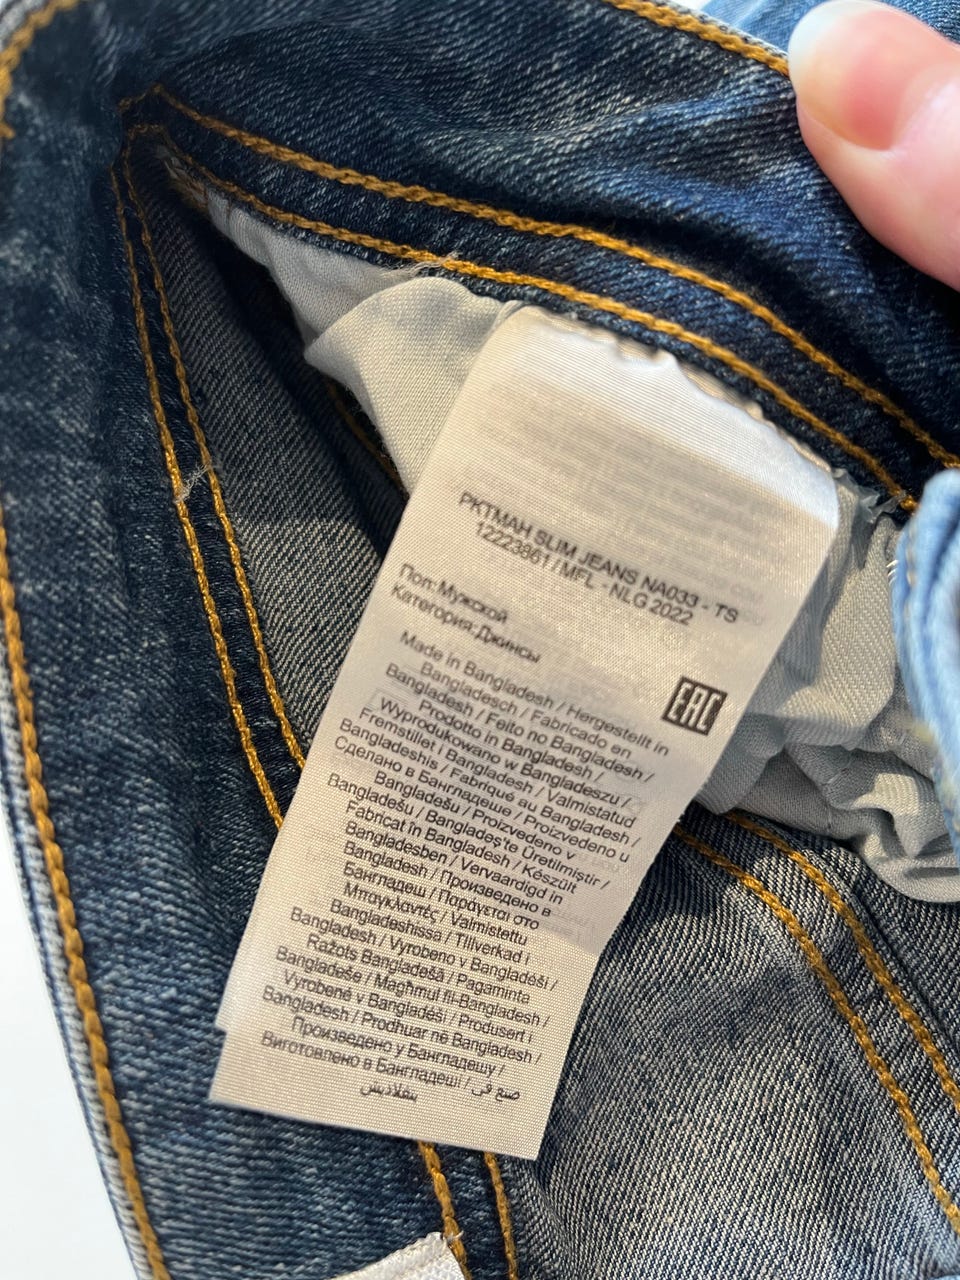 PKTMAH SLIM JEANS NA033 - TS
12223861 / MFL - NLG 2022
Пол:Мужской
Категория:Джинсы
EAC
Made in Bangladesh / Hergestellt in
Bangladesch / Fabricado en
Bangladesh / Feito no Bangladesh /
Prodotto in Bangladesh /
Wyprodukowano w Bangladeszu /
Fremstillet i Bangladesh / Valmistatud
Bangladeshis / Fabriqué au Bangladesh /
Сделано в Бангладеше / Proizvedeno u
Bangladešu / Proizvedeno v
Bangladešu / Bangladeş'te Üretilmiştir /
Fabricat în Bangladesh / Készült
Bangladesben / Vervaardigd in
Bangladesh / Произведено в
Бангладеш / Παράγεται στο
Μπαγκλαντές / Valmistettu
Bangladeshissa / Tillverkad i
Bangladesh / Vyrobeno v Bangladéši /
Ražots Bangladešā / Pagaminta
Bangladeše / Magħmul fil-Bangladesh /
Vyrobené v Bangladéši / Produsert i
Bangladesh / Prodhuar në Bangladesh /
Произведено у Бангладешу /
Виготовлено в Бангладеші / صنع في
بنغلاديش